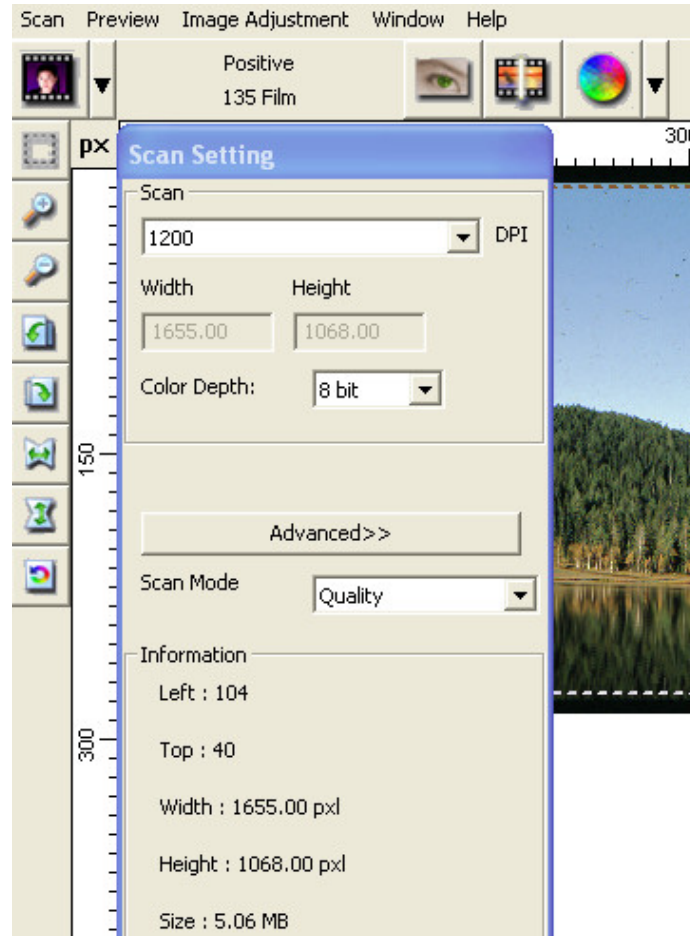 Scan Preview Image Adjustment Window Help
Positive
135 Film
px
300
Scan Setting
Scan
1200 DPI
Width Height
1655.00 1068.00
Color Depth: 8 bit
150
Advanced>>
Scan Mode Quality
Information
Left : 104
Top : 40
300
Width : 1655.00 pxl
Height : 1068.00 pxl
Size : 5.06 MB